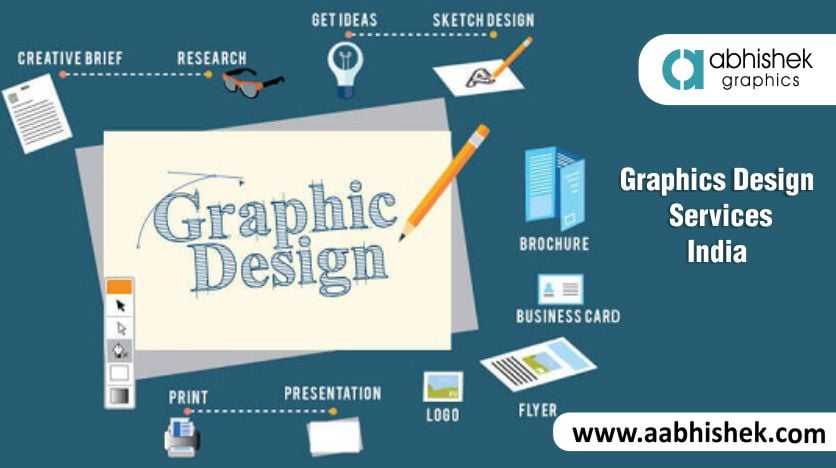 GET IDEAS
SKETCH DESIGN
CREATIVE BRIEF
RESEARCH
abhishek
graphics
Graphic
Design
Graphics Design
Services
India
BROCHURE
BUSINESS CARD
PRINT
PRESENTATION
LOGO
FLYER
www.aabhishek.com